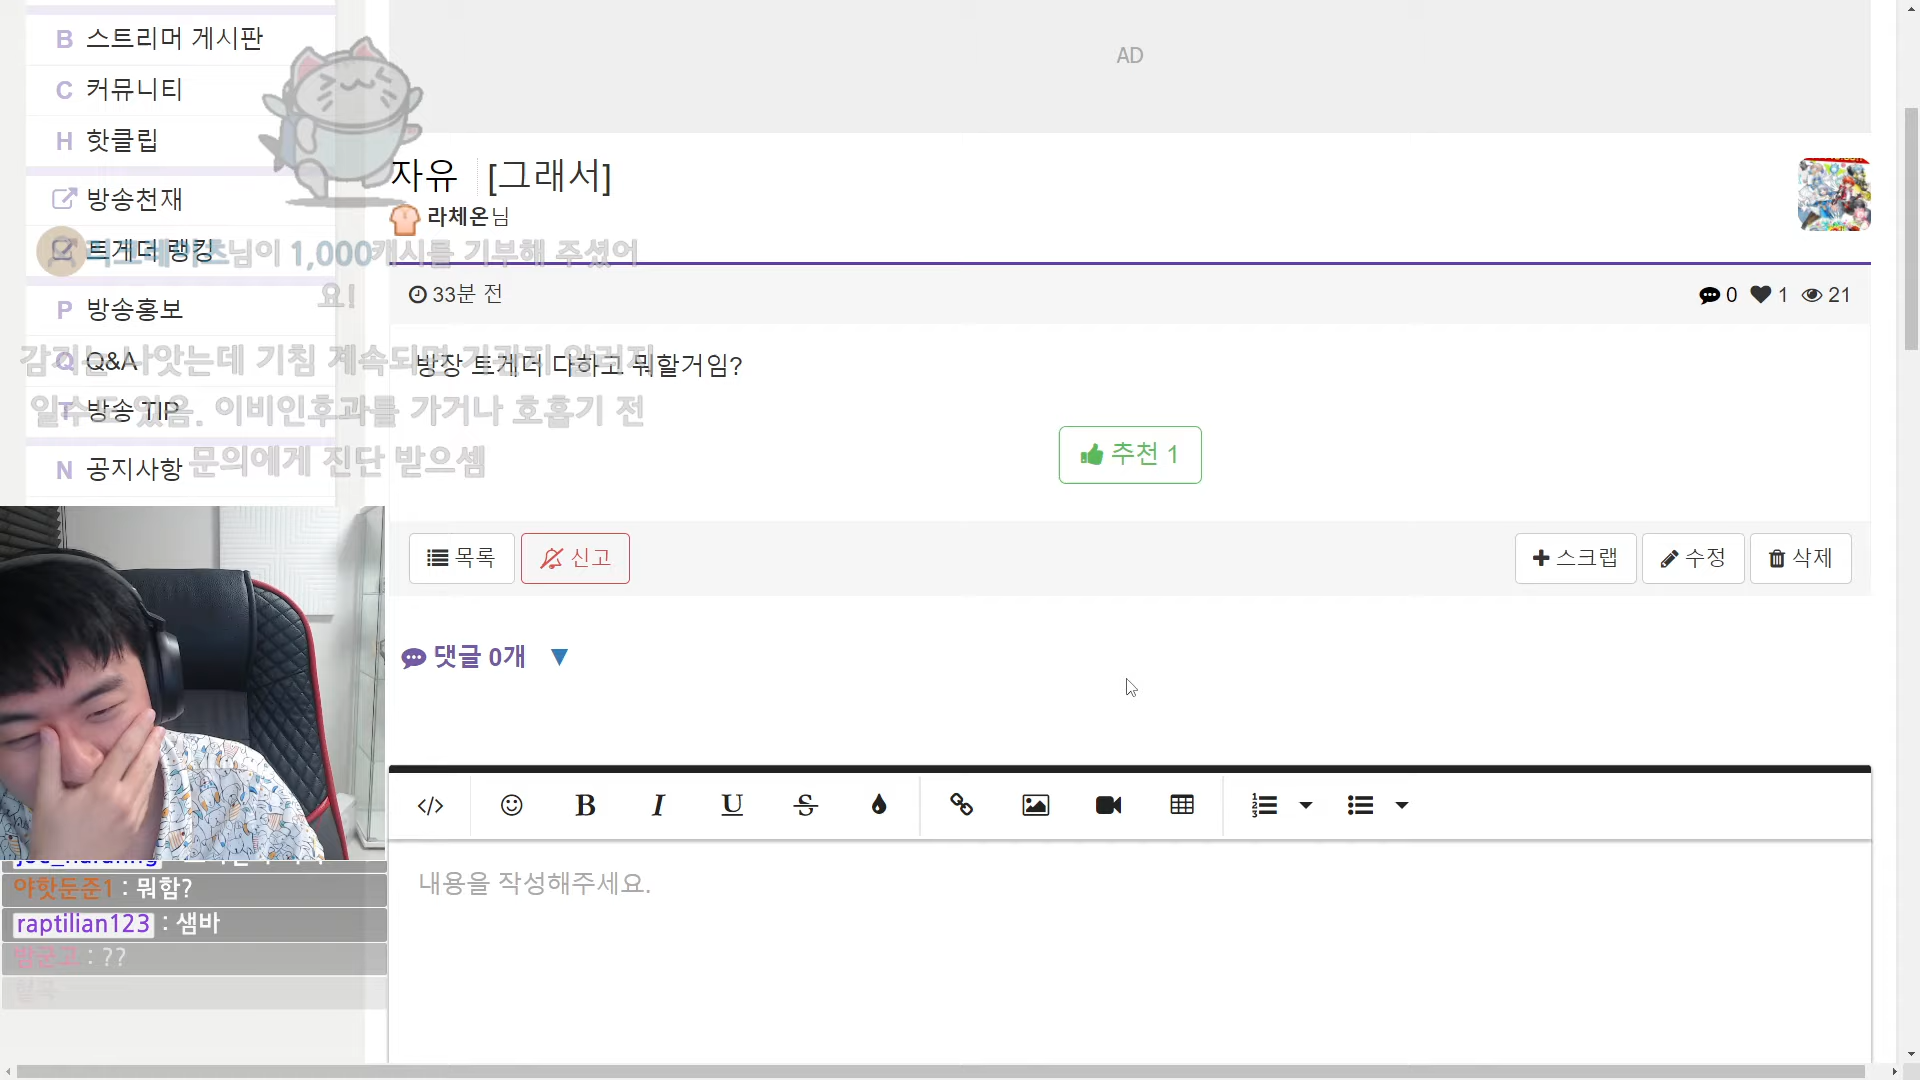 B 스트리머 게시판
C 커뮤니티
H 핫클립
방송천재
트게더 랭킹
P 방송홍보
Q Q&A
T 방송 TIP
N 공지사항
님이 1,000캐시를 기부해 주셨어
요!
감기는 사앗는데 기침 계속되면
일수도 있음. 이비인후과를 가거나 호흡기 전
문의에게 진단 받으셈
AD
자유 [그래서]
라체온님
33분 전
0 1 21
방장 트게더 다하고 뭐할거임?
추천 1
목록 신고
스크랩 수정 삭제
댓글 0개 ▼
</> B I U S
내용을 작성해주세요.
야핫둔준1 : 뭐함?
raptilian123 : 샘바
: ??